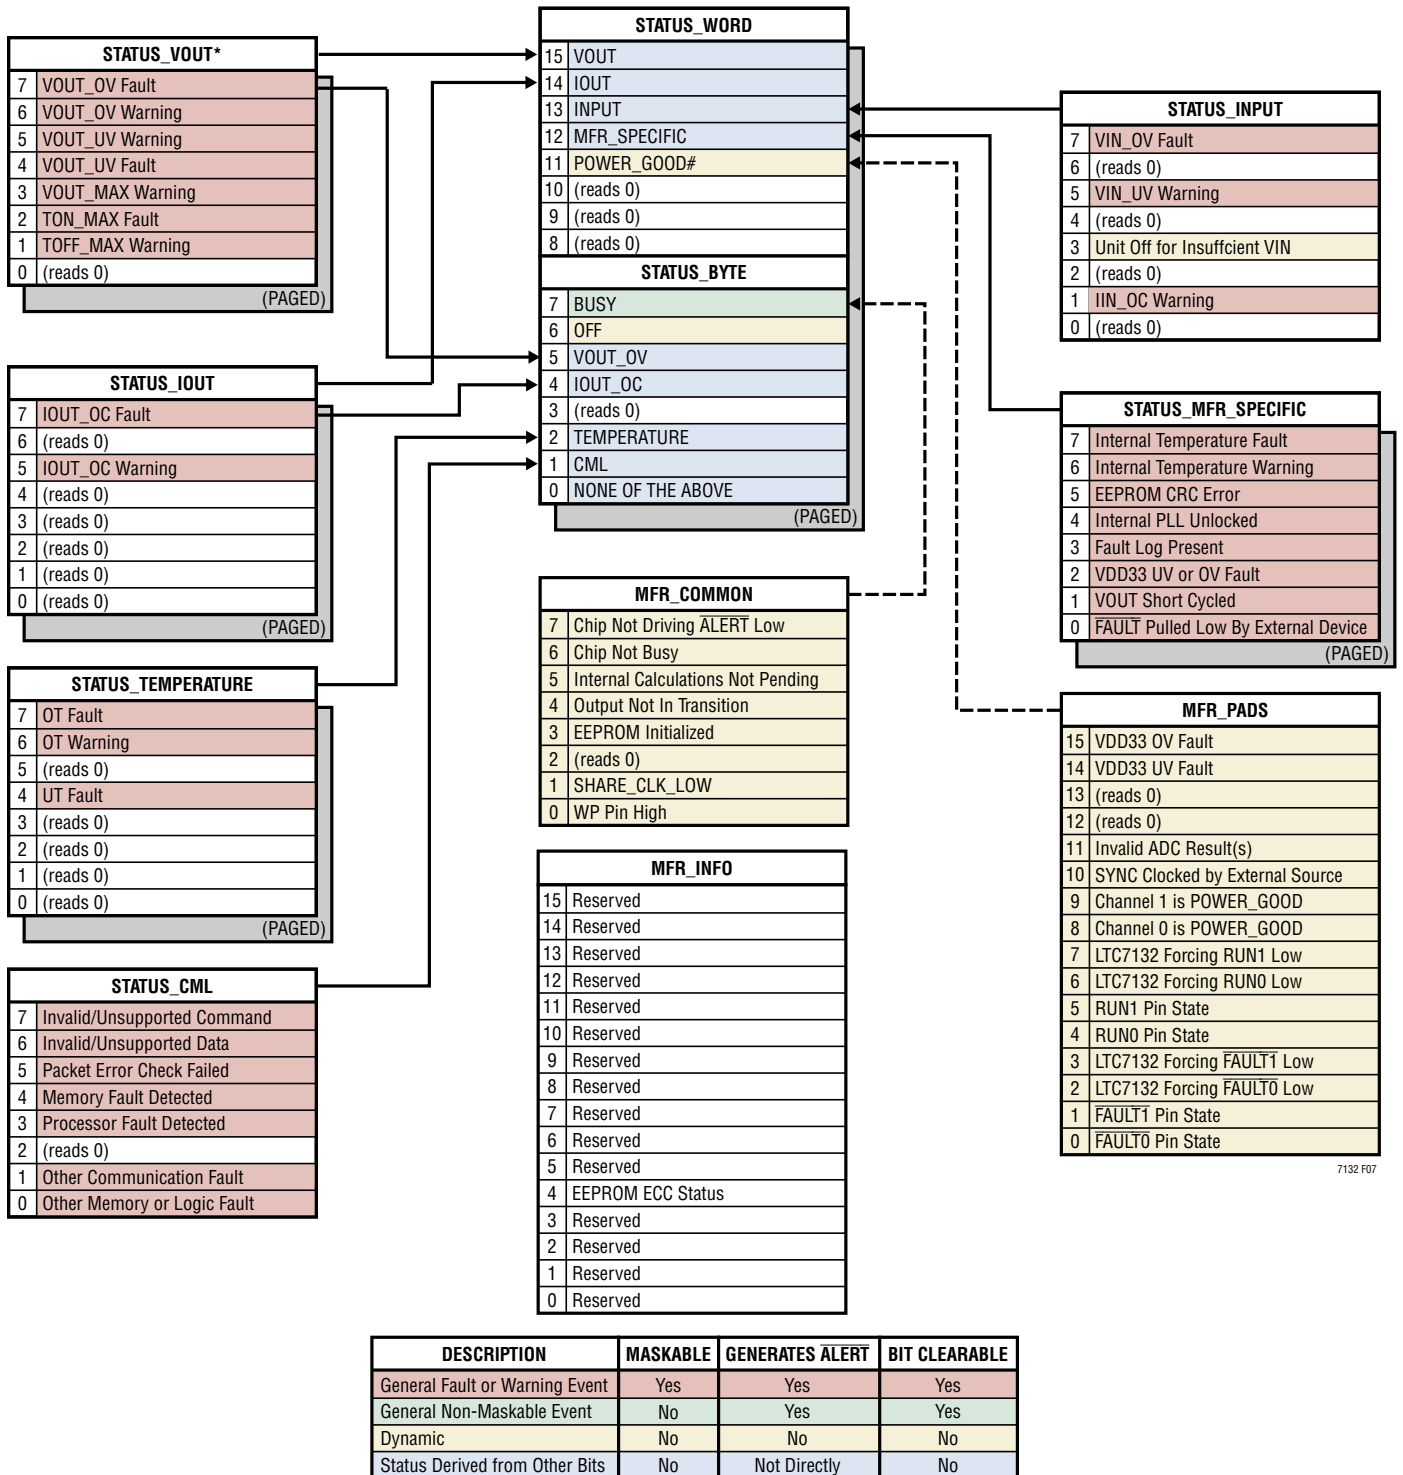 STATUS_VOUT*
7 VOUT_OV Fault
6 VOUT_OV Warning
5 VOUT_UV Warning
4 VOUT_UV Fault
3 VOUT_MAX Warning
2 TON_MAX Fault
1 TOFF_MAX Warning
0 (reads 0)
(PAGED)
STATUS_IOUT
7 IOUT_OC Fault
6 (reads 0)
5 IOUT_OC Warning
4 (reads 0)
3 (reads 0)
2 (reads 0)
1 (reads 0)
0 (reads 0)
(PAGED)
STATUS_TEMPERATURE
7 OT Fault
6 OT Warning
5 (reads 0)
4 UT Fault
3 (reads 0)
2 (reads 0)
1 (reads 0)
0 (reads 0)
(PAGED)
STATUS_CML
7 Invalid/Unsupported Command
6 Invalid/Unsupported Data
5 Packet Error Check Failed
4 Memory Fault Detected
3 Processor Fault Detected
2 (reads 0)
1 Other Communication Fault
0 Other Memory or Logic Fault
STATUS_WORD
15 VOUT
14 IOUT
13 INPUT
12 MFR_SPECIFIC
11 POWER_GOOD#
10 (reads 0)
9 (reads 0)
8 (reads 0)
STATUS_BYTE
7 BUSY
6 OFF
5 VOUT_OV
4 IOUT_OC
3 (reads 0)
2 TEMPERATURE
1 CML
0 NONE OF THE ABOVE
(PAGED)
MFR_COMMON
7 Chip Not Driving ALERT Low
6 Chip Not Busy
5 Internal Calculations Not Pending
4 Output Not In Transition
3 EEPROM Initialized
2 (reads 0)
1 SHARE_CLK_LOW
0 WP Pin High
MFR_INFO
15 Reserved
14 Reserved
13 Reserved
12 Reserved
11 Reserved
10 Reserved
9 Reserved
8 Reserved
7 Reserved
6 Reserved
5 Reserved
4 EEPROM ECC Status
3 Reserved
2 Reserved
1 Reserved
0 Reserved
STATUS_INPUT
7 VIN_OV Fault
6 (reads 0)
5 VIN_UV Warning
4 (reads 0)
3 Unit Off for Insuffcient VIN
2 (reads 0)
1 IIN_OC Warning
0 (reads 0)
STATUS_MFR_SPECIFIC
7 Internal Temperature Fault
6 Internal Temperature Warning
5 EEPROM CRC Error
4 Internal PLL Unlocked
3 Fault Log Present
2 VDD33 UV or OV Fault
1 VOUT Short Cycled
0 FAULT Pulled Low By External Device
(PAGED)
MFR_PADS
15 VDD33 OV Fault
14 VDD33 UV Fault
13 (reads 0)
12 (reads 0)
11 Invalid ADC Result(s)
10 SYNC Clocked by External Source
9 Channel 1 is POWER_GOOD
8 Channel 0 is POWER_GOOD
7 LTC7132 Forcing RUN1 Low
6 LTC7132 Forcing RUN0 Low
5 RUN1 Pin State
4 RUN0 Pin State
3 LTC7132 Forcing FAULT1 Low
2 LTC7132 Forcing FAULT0 Low
1 FAULT1 Pin State
0 FAULT0 Pin State
7132 F07
DESCRIPTION MASKABLE GENERATES ALERT BIT CLEARABLE
General Fault or Warning Event Yes Yes Yes
General Non-Maskable Event No Yes Yes
Dynamic No No No
Status Derived from Other Bits No Not Directly No